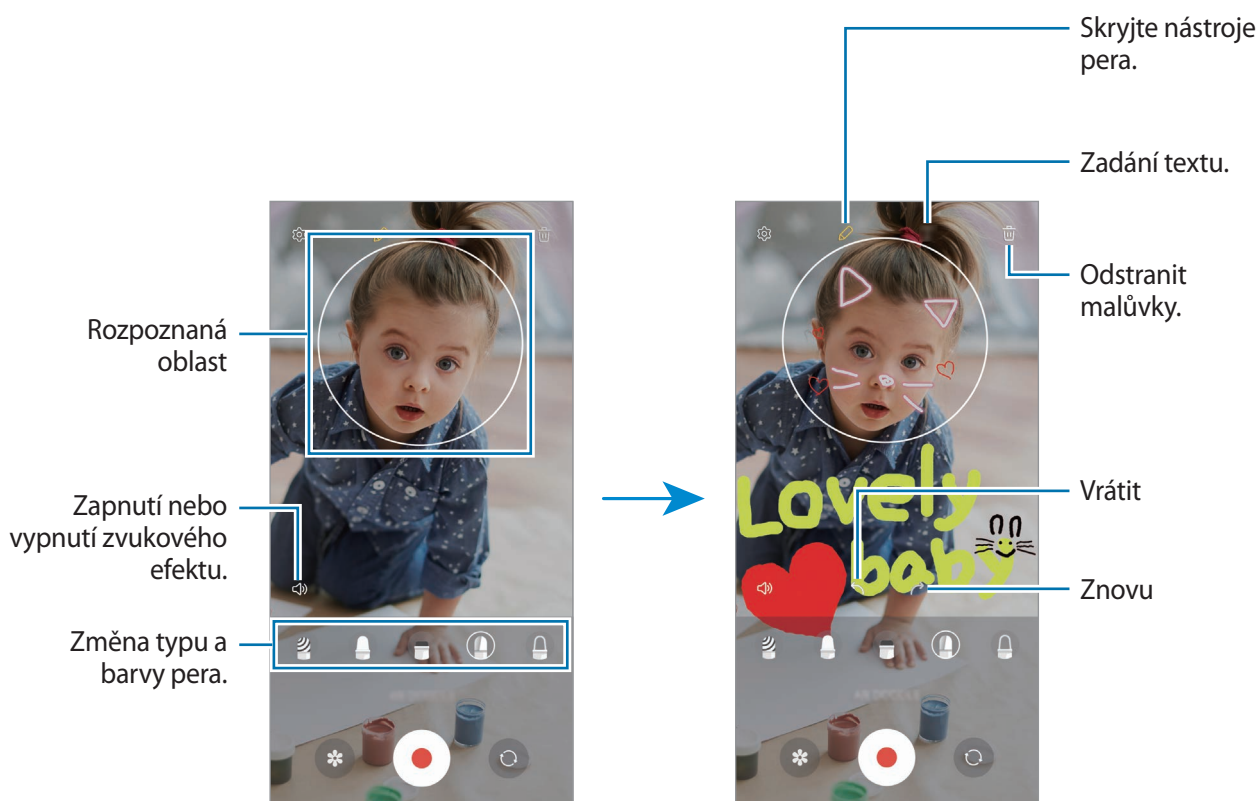 Skryjte nástroje
pera.
Zadání textu.
Odstranit
malůvky.
Rozpoznaná
oblast
Zapnutí nebo
vypnutí zvukového
efektu.
Změna typu a
barvy pera.
Lovely
baby
Vrátit
Znovu